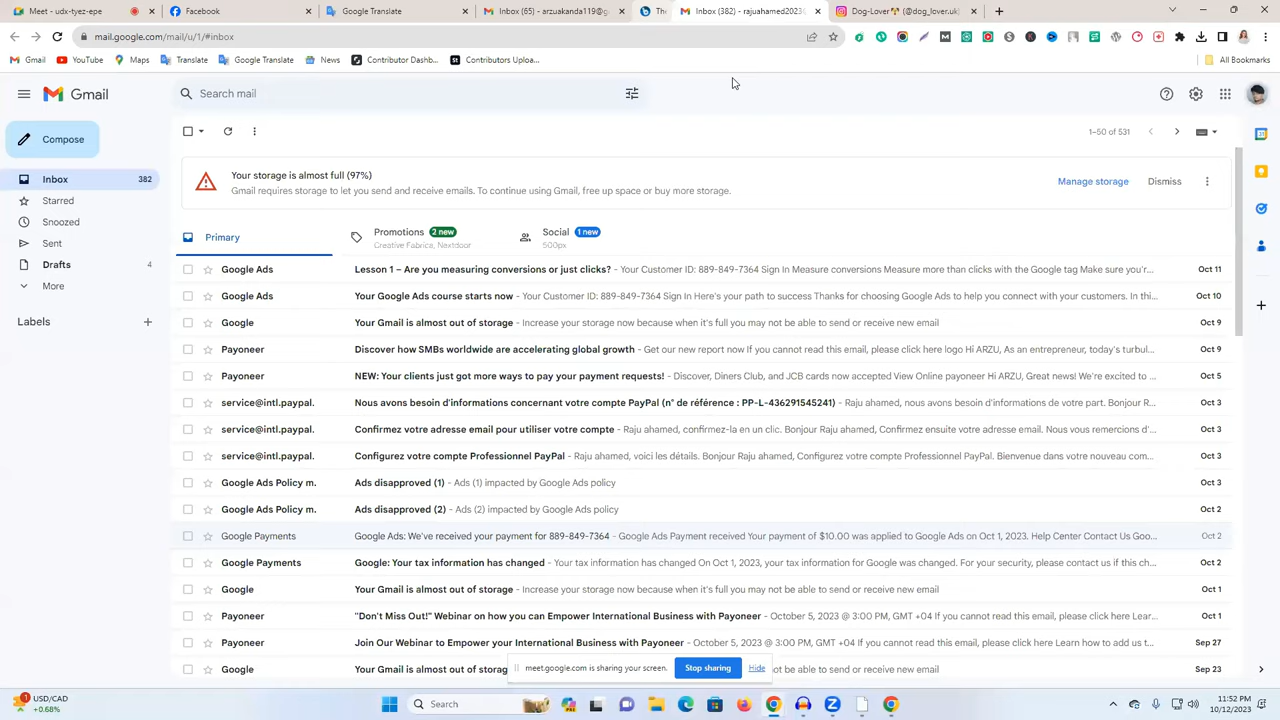 Meet - udx-tyez-epe
Facebook
Google Translate
Inbox (65) - arzuakanda119@g
The
Inbox (382) - rajuahamed2023@
Dog-Lover (@dog_lover.uk)
mail.google.com/mail/u/1/#inbox
Gmail
YouTube
Maps
Translate
Google Translate
News
Contributor Dashb...
Contributors Uploa...
All Bookmarks
Gmail
Search mail
Compose
1–50 of 531
Your storage is almost full (97%)
Gmail requires storage to let you send and receive emails. To continue using Gmail, free up space or buy more storage.
Manage storage
Dismiss
Inbox 382
Starred
Snoozed
Sent
Drafts 4
More
Labels
Primary
Promotions 2 new
Creative Fabrica, Nextdoor
Social 1 new
500px
Google Ads Lesson 1 – Are you measuring conversions or just clicks? - Your Customer ID: 889-849-7364 Sign In Measure conversions Measure more than clicks with the Google tag Make sure you'r... Oct 11
Google Ads Your Google Ads course starts now - Your Customer ID: 889-849-7364 Sign In Here's your path to success Thanks for choosing Google Ads to help you connect with your customers. In thi... Oct 10
Google Your Gmail is almost out of storage - Increase your storage now because when it's full you may not be able to send or receive new email Oct 9
Payoneer Discover how SMBs worldwide are accelerating global growth - Get our new report now If you cannot read this email, please click here logo Hi ARZU, As an entrepreneur, today's turbul... Oct 9
Payoneer NEW: Your clients just got more ways to pay your payment requests! - Discover, Diners Club, and JCB cards now accepted View Online payoneer Hi ARZU, Great news! We're excited to ... Oct 5
service@intl.paypal. Nous avons besoin d'informations concernant votre compte PayPal (n° de référence : PP-L-436291545241) - Raju ahamed, nous avons besoin d'informations de votre part. Bonjour R... Oct 3
service@intl.paypal. Confirmez votre adresse email pour utiliser votre compte - Raju ahamed, confirmez-la en un clic. Bonjour Raju ahamed, Confirmez ensuite votre adresse email. Nous vous remercions d'... Oct 3
service@intl.paypal. Configurez votre compte Professionnel PayPal - Raju ahamed, voici les détails. Bonjour Raju ahamed, Configurez votre compte Professionnel PayPal. Bienvenue dans votre nouveau com... Oct 3
Google Ads Policy m. Ads disapproved (1) - Ads (1) impacted by Google Ads policy Oct 3
Google Ads Policy m. Ads disapproved (2) - Ads (2) impacted by Google Ads policy Oct 2
Google Payments Google Ads: We've received your payment for 889-849-7364 - Google Ads Payment received Your payment of $10.00 was applied to Google Ads on Oct 1, 2023. Help Center Contact Us Goo... Oct 2
Google Payments Google: Your tax information has changed - Your tax information has changed On Oct 1, 2023, your tax information for Google was changed. For your security, please contact us if this ch... Oct 2
Google Your Gmail is almost out of storage - Increase your storage now because when it's full you may not be able to send or receive new email Oct 1
Payoneer "Don't Miss Out!" Webinar on how you can Empower International Business with Payoneer - October 5, 2023 @ 3:00 PM, GMT +04 If you cannot read this email, please click here Lear... Oct 1
Payoneer Join Our Webinar to Empower your International Business with Payoneer - October 5, 2023 @ 3:00 PM, GMT +04 If you cannot read this email, please click here Learn how to add us t... Sep 27
Google Your Gmail is almost out of storage - Increase your storage now because when it's full you may not be able to send or receive new email Sep 23
meet.google.com is sharing your screen.
Stop sharing
Hide
USD/CAD
+0.68%
Search
11:52 PM
10/12/2023